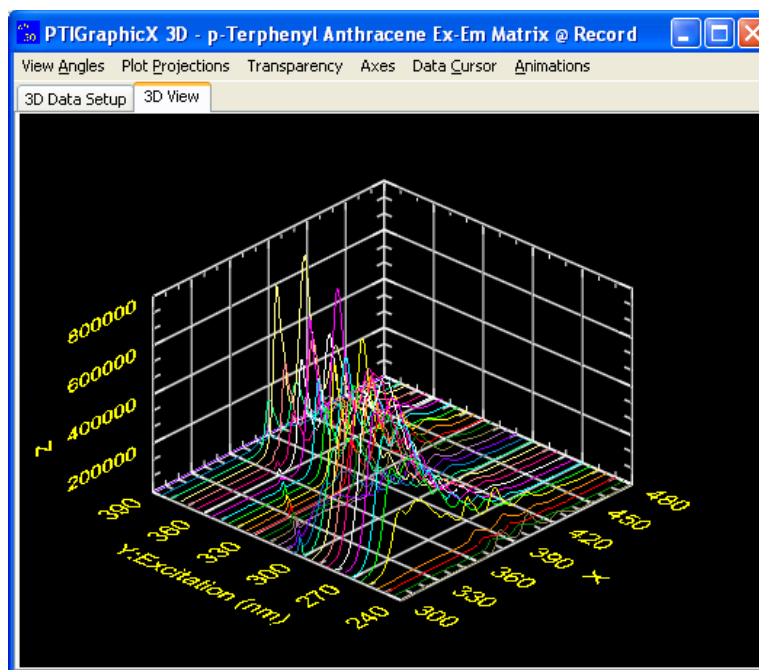 PTIGraphicX 3D - p-Terphenyl Anthracene Ex-Em Matrix @ Record
View Angles Plot Projections Transparency Axes Data Cursor Animations
3D Data Setup 3D View
800000
600000
400000
200000
Z
390
360
330
300
270
240
Y:Excitation (nm)
300
330
360
390
420
450
480
X